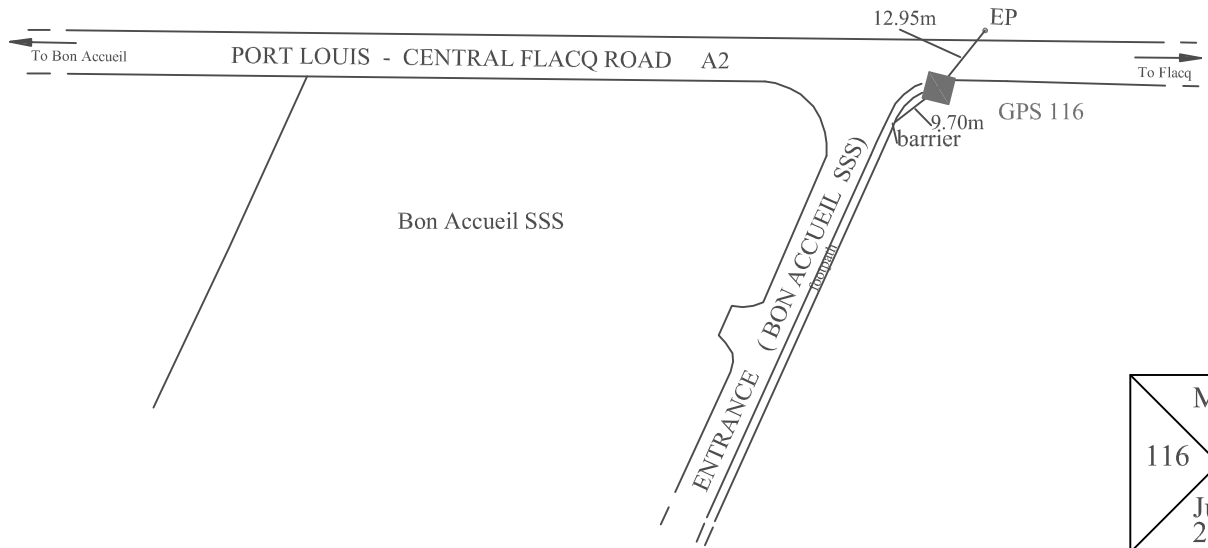 12.95m
EP
To Bon Accueil
PORT LOUIS - CENTRAL FLACQ ROAD A2
To Flacq
GPS 116
9.70m
barrier
Bon Accueil SSS
ENTRANCE ( BON ACCUEIL SSS)
footpath
116